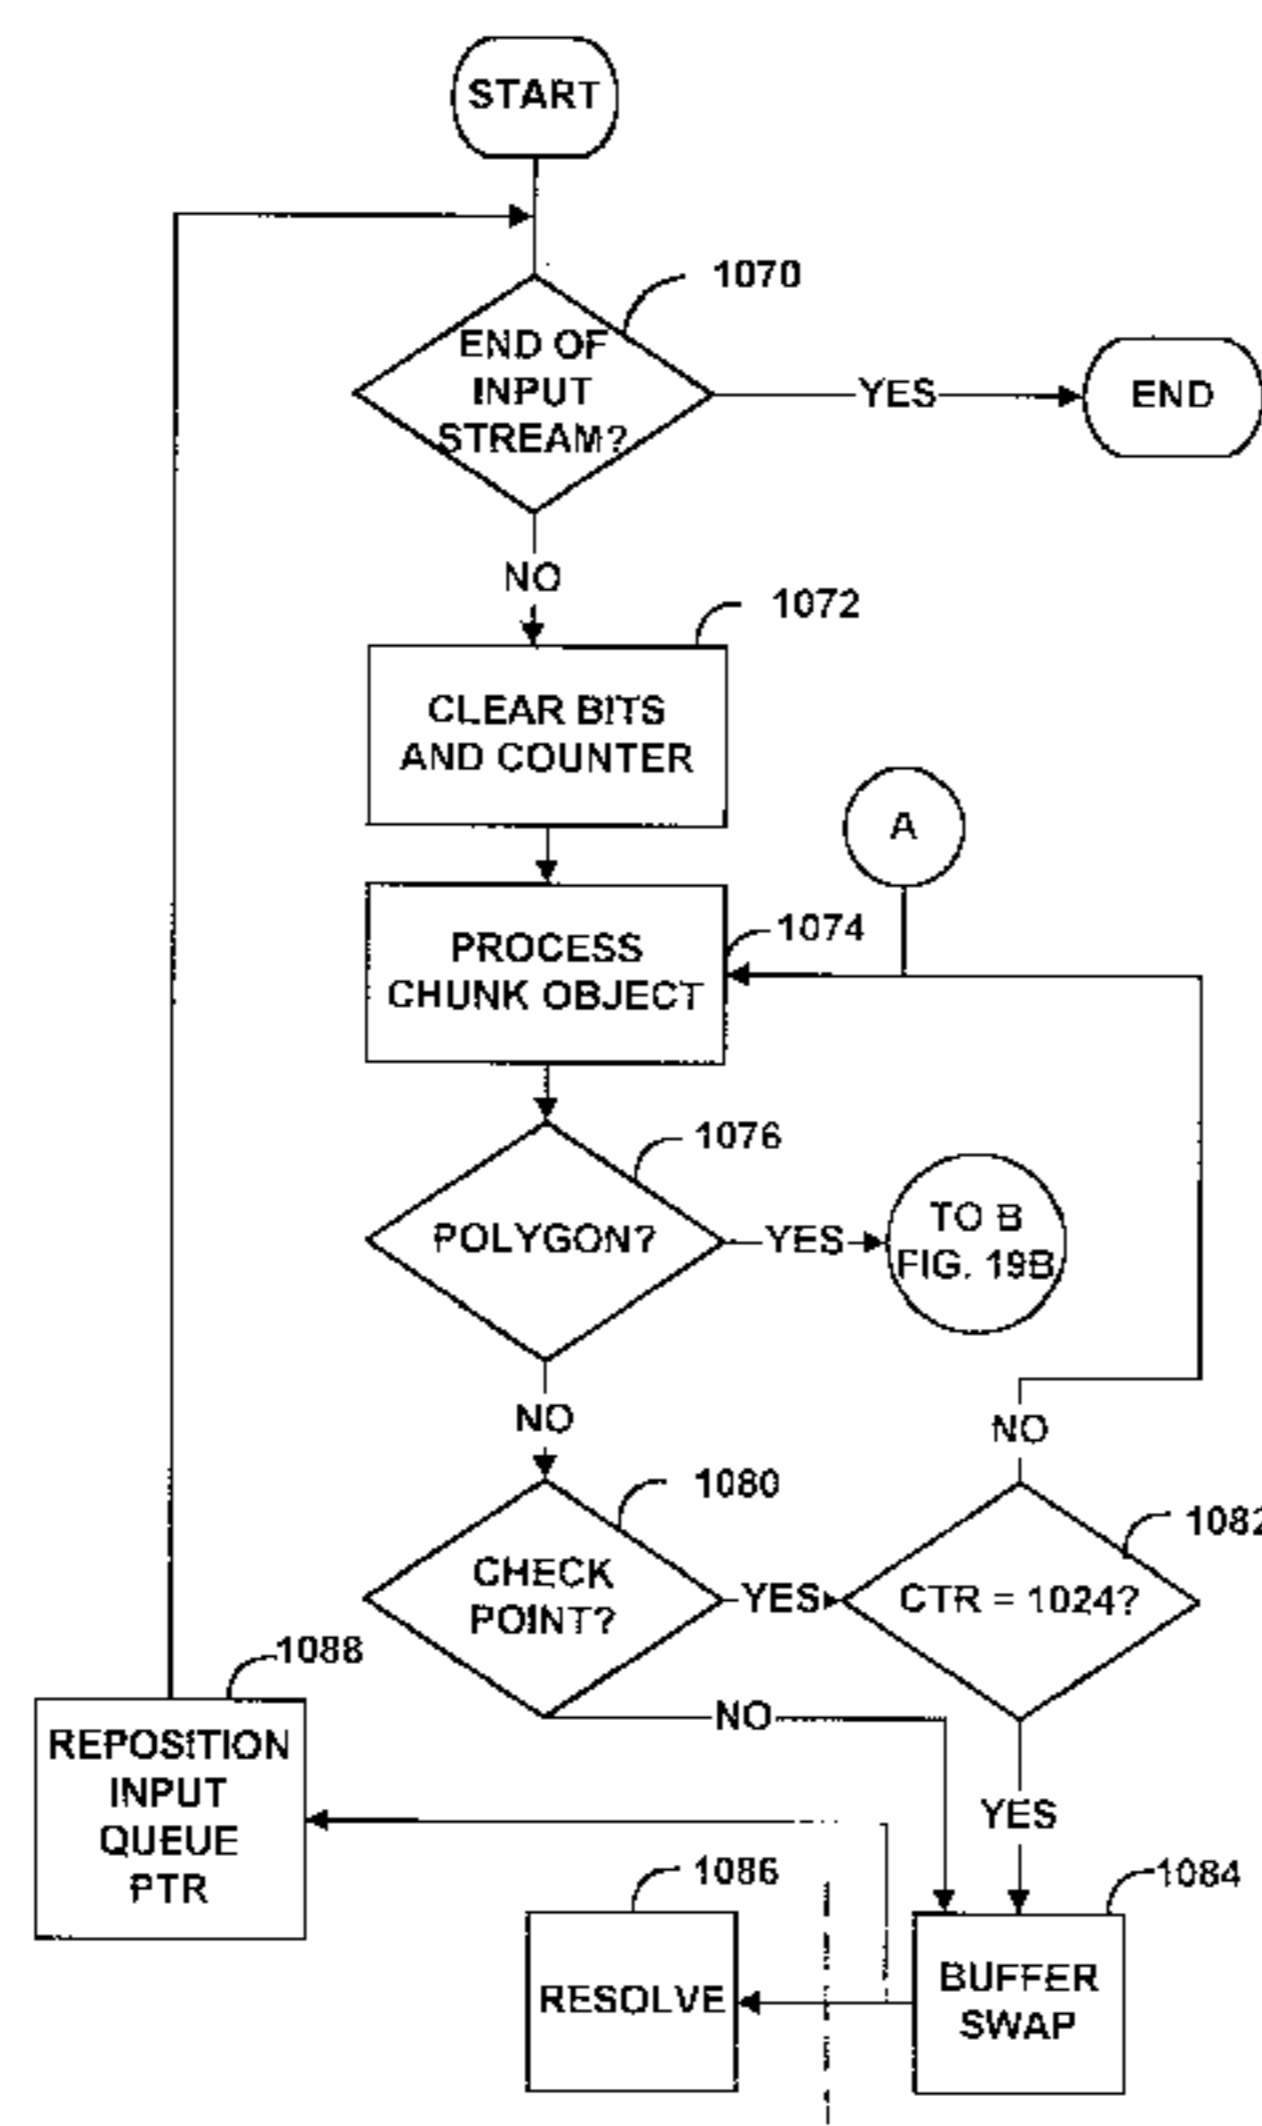 START
1070
END OF
INPUT
STREAM?
YES
END
NO
1072
CLEAR BITS
AND COUNTER
A
1074
PROCESS
CHUNK OBJECT
1076
POLYGON?
YES
TO B
FIG. 19B
NO
NO
1080
1082
CHECK
POINT?
YES
CTR = 1024?
1088
NO
REPOSITION
INPUT
QUEUE
PTR
YES
1086
1084
RESOLVE
BUFFER
SWAP